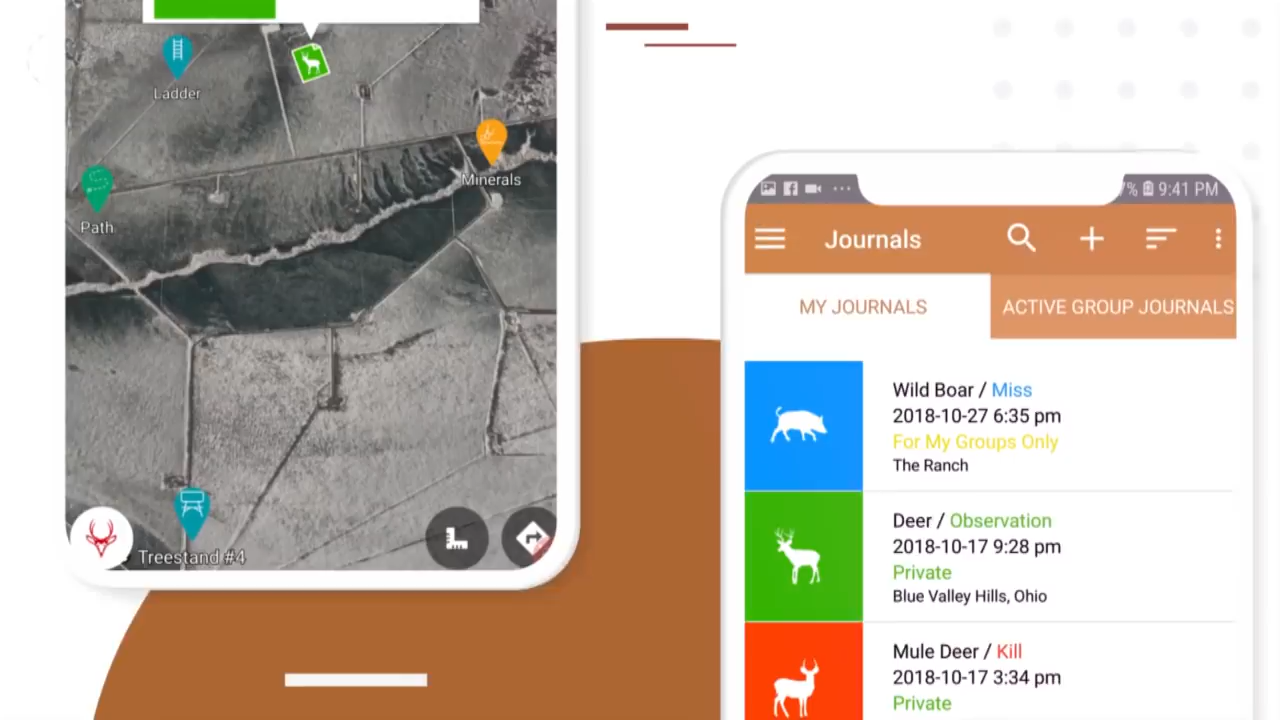 Ladder
Minerals
Path
Treestand #4
7% 9:41 PM
Journals
MY JOURNALS
ACTIVE GROUP JOURNALS
Wild Boar / Miss
2018-10-27 6:35 pm
For My Groups Only
The Ranch
Deer / Observation
2018-10-17 9:28 pm
Private
Blue Valley Hills, Ohio
Mule Deer / Kill
2018-10-17 3:34 pm
Private